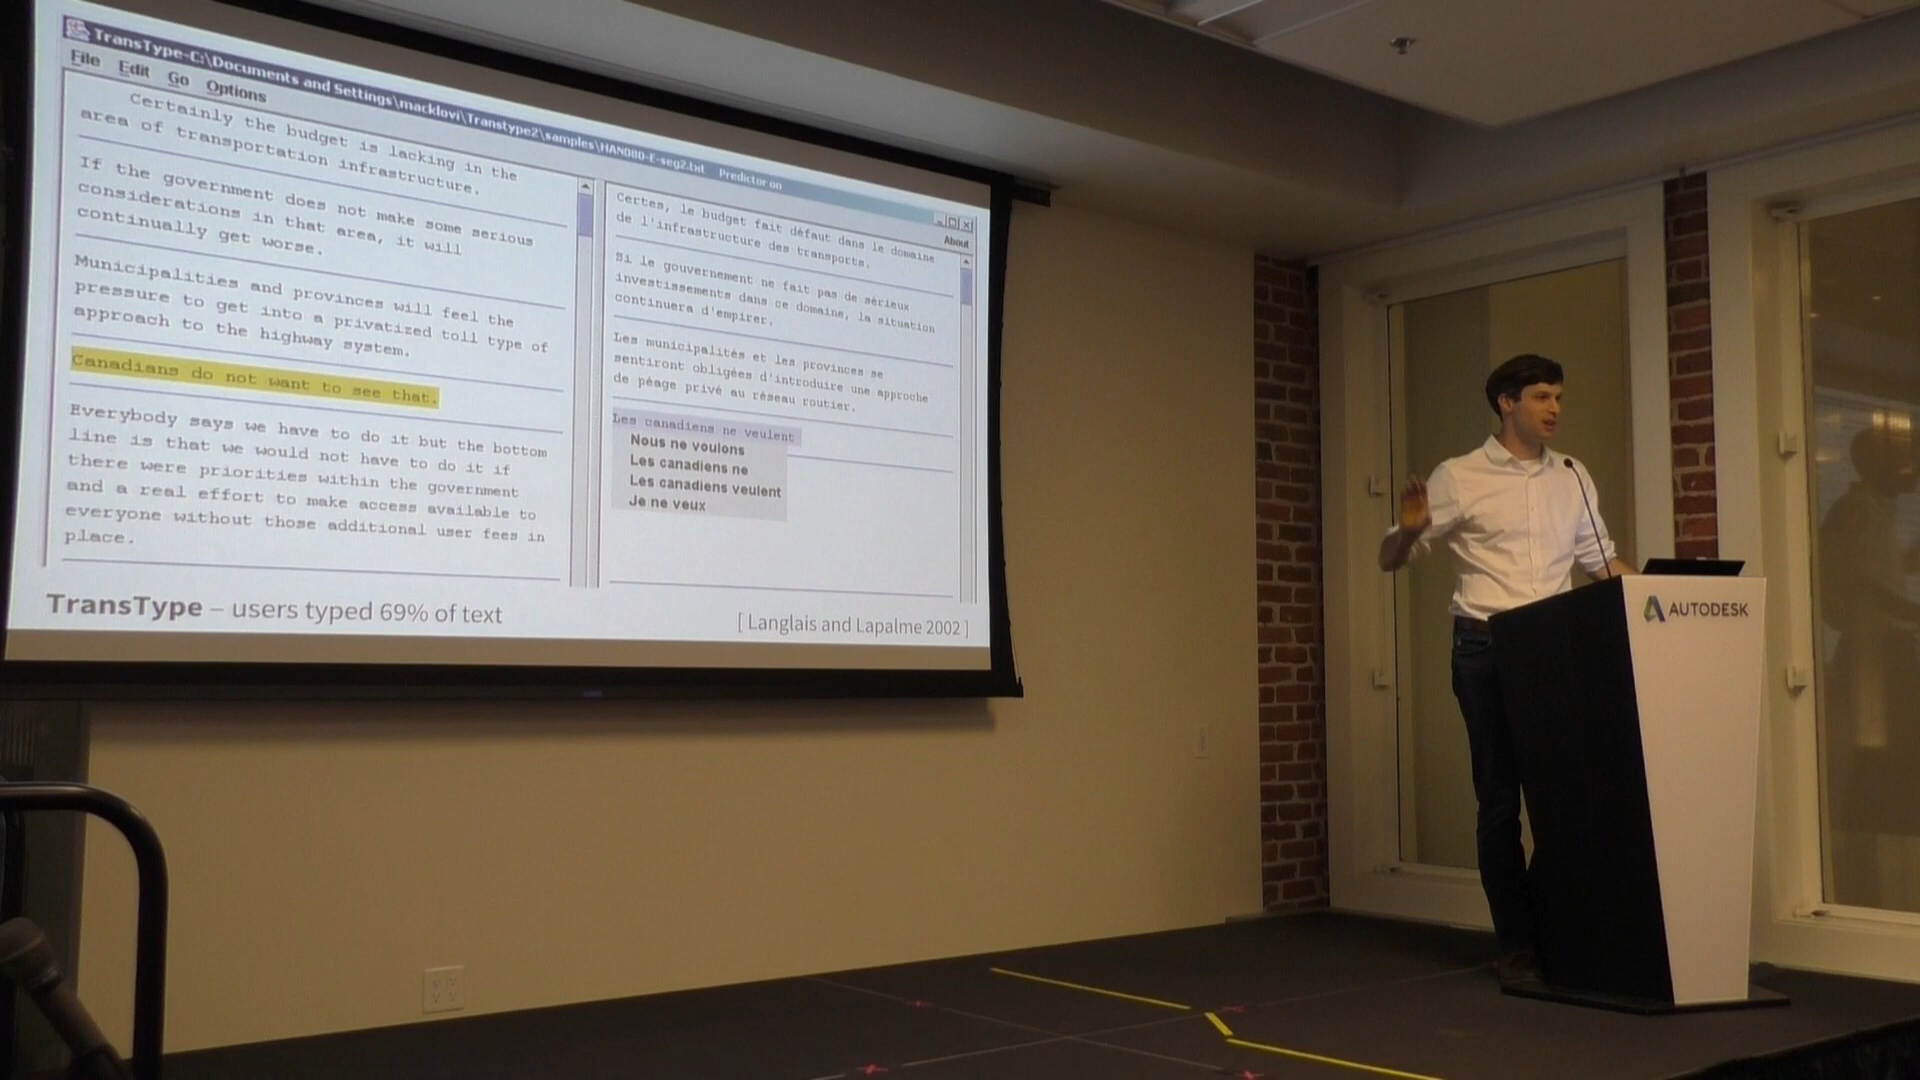 TransType-C:\Documents and Settings\macklovi\Transtype2\samples\HAN080-E-seg2.txt Predictor on
File Edit Go Options
About
Certainly the budget is lacking in the
area of transportation infrastructure.
If the government does not make some serious
considerations in that area, it will
continually get worse.
Municipalities and provinces will feel the
pressure to get into a privatized toll type of
approach to the highway system.
Canadians do not want to see that.
Everybody says we have to do it but the bottom
line is that we would not have to do it if
there were priorities within the government
and a real effort to make access available to
everyone without those additional user fees in
place.
Certes, le budget fait défaut dans le domaine
de l'infrastructure des transports.
Si le gouvernement ne fait pas de sérieux
investissements dans ce domaine, la situation
continuera d'empirer.
Les municipalités et les provinces se
sentiront obligées d'introduire une approche
de péage privé au réseau routier.
Les canadiens ne veulent
Nous ne voulons
Les canadiens ne
Les canadiens veulent
Je ne veux
TransType – users typed 69% of text
[ Langlais and Lapalme 2002 ]
AUTODESK